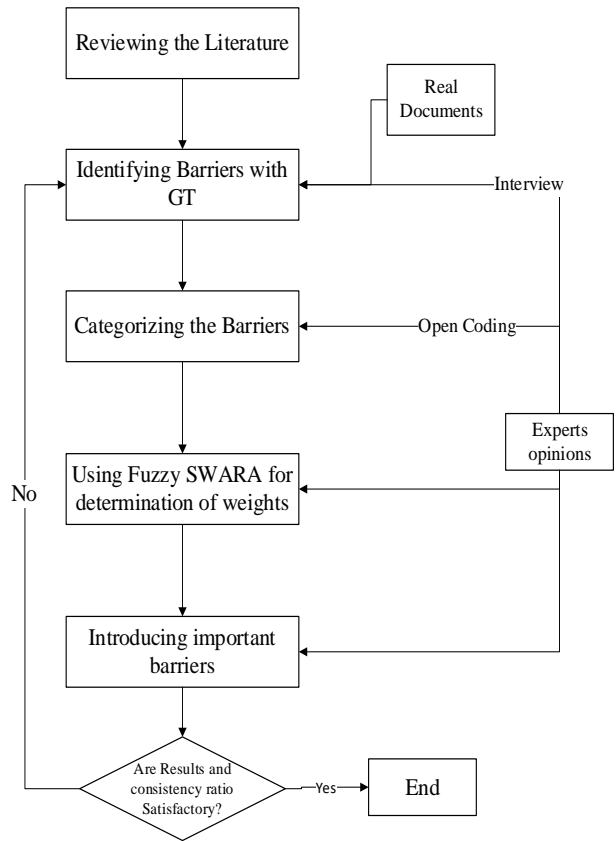 Reviewing the Literature
Real
Documents
Identifying Barriers with
GT
Interview
Categorizing the Barriers
Open Coding
Experts
opinions
Using Fuzzy SWARA for
determination of weights
No
Introducing important
barriers
Are Results and
consistency ratio
Satisfactory?
Yes
End